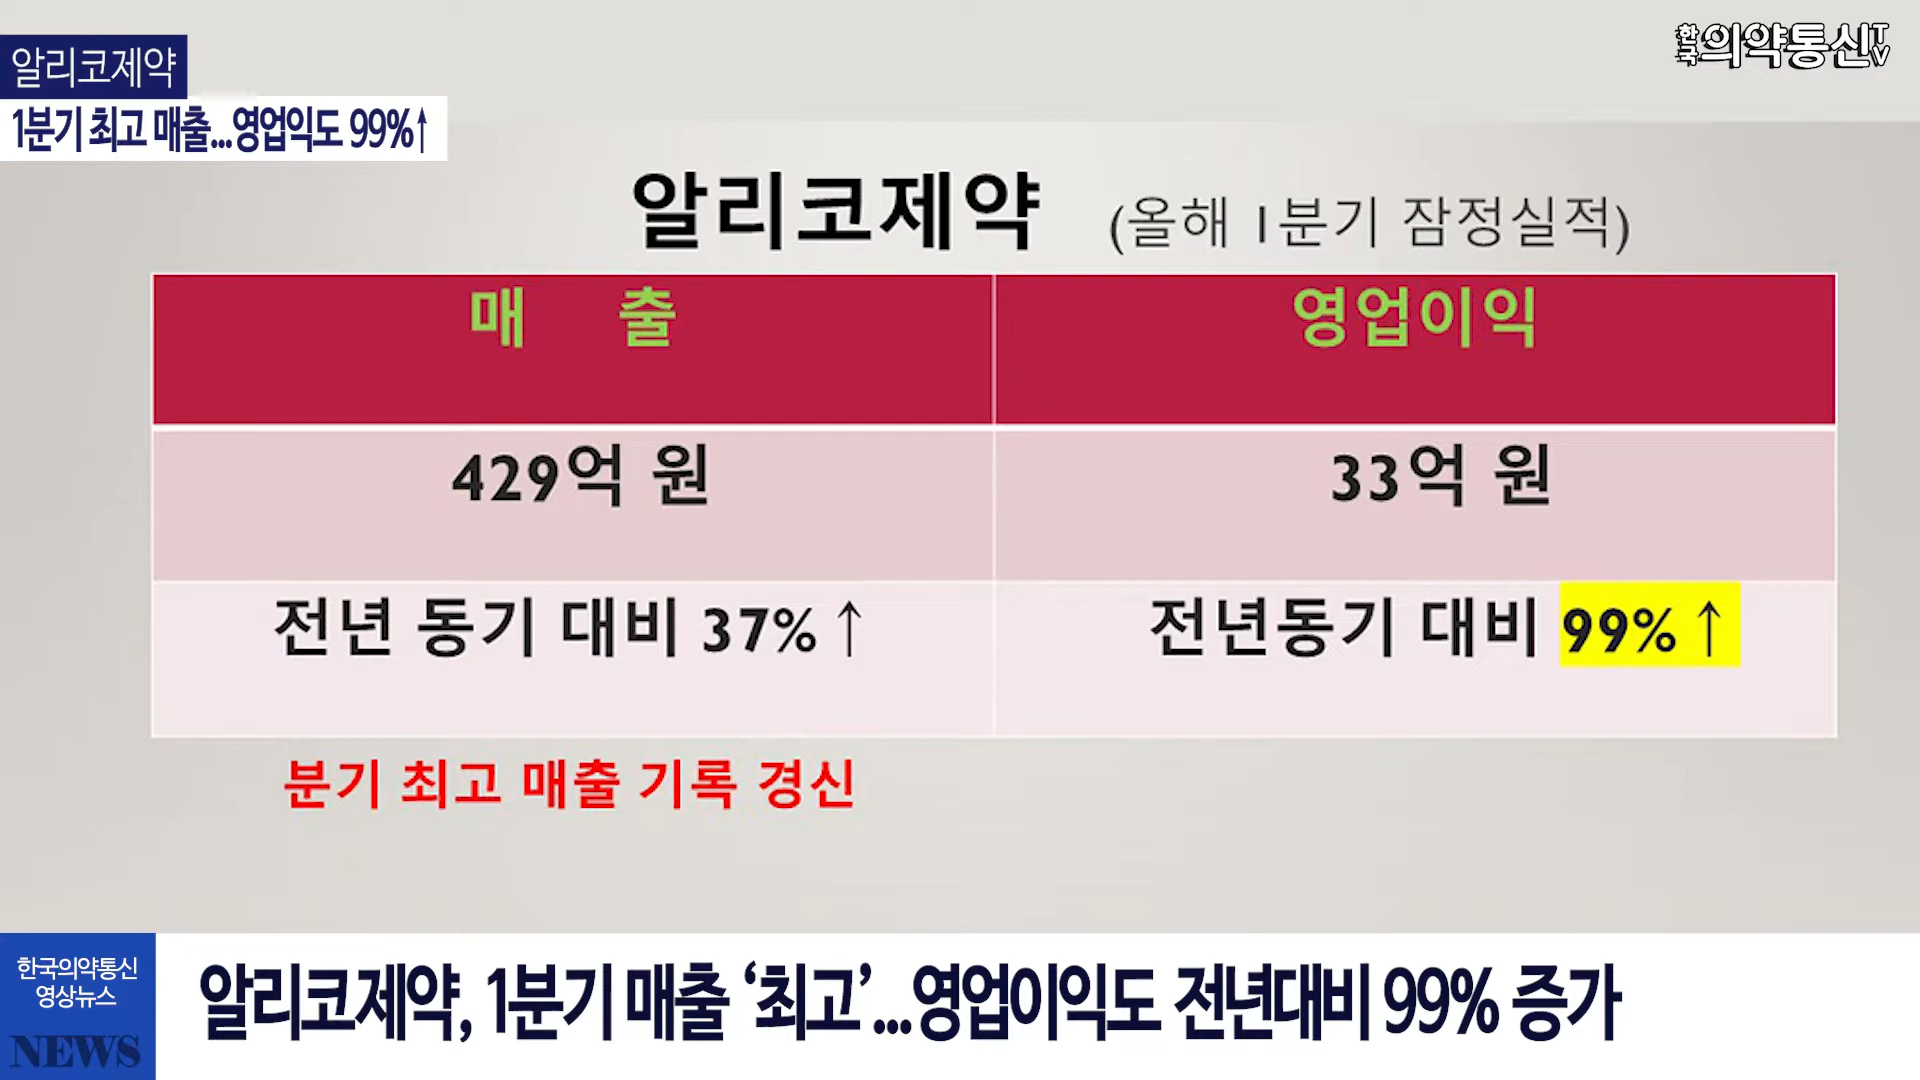 알리코제약
1분기 최고 매출...영업익도 99%↑
한국의약통신TV
알리코제약 (올해 1분기 잠정실적)
매 출 영업이익
429억 원 33억 원
전년 동기 대비 37%↑ 전년동기 대비 99%↑
분기 최고 매출 기록 경신
한국의약통신
영상뉴스
NEWS
알리코제약, 1분기 매출 ‘최고’...영업이익도 전년대비 99% 증가